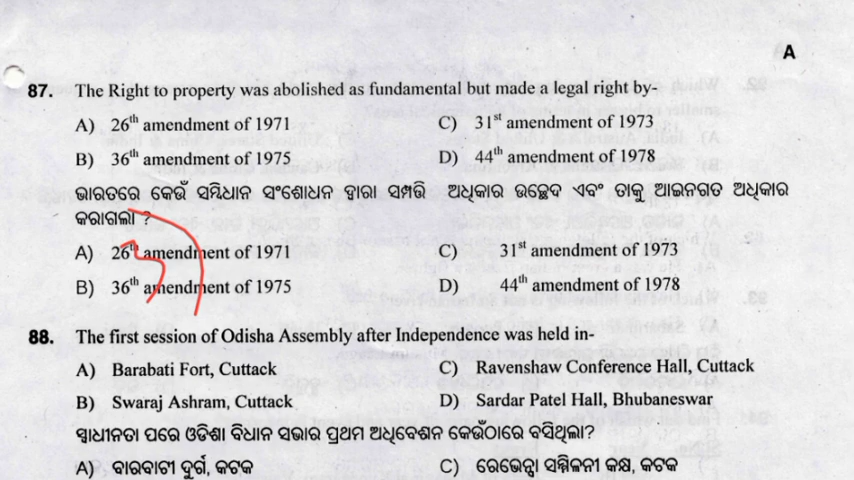 A
87. The Right to property was abolished as fundamental but made a legal right by-
A) 26th amendment of 1971 C) 31st amendment of 1973
B) 36th amendment of 1975 D) 44th amendment of 1978
ଭାରତରେ କେଉଁ ସମ୍ବିଧାନ ସଂଶୋଧନ ଦ୍ୱାରା ସମ୍ପତ୍ତି ଅଧିକାର ଉଚ୍ଛେଦ ଏବଂ ତାକୁ ଆଇନଗତ ଅଧିକାର
କରାଗଲା ?
A) 26th amendment of 1971 C) 31st amendment of 1973
B) 36th amendment of 1975 D) 44th amendment of 1978
88. The first session of Odisha Assembly after Independence was held in-
A) Barabati Fort, Cuttack C) Ravenshaw Conference Hall, Cuttack
B) Swaraj Ashram, Cuttack D) Sardar Patel Hall, Bhubaneswar
ସ୍ୱାଧୀନତା ପରେ ଓଡିଶା ବିଧାନ ସଭାର ପ୍ରଥମ ଅଧିବେଶନ କେଉଁଠାରେ ବସିଥିଲା?
A) ବାରବାଟୀ ଦୁର୍ଗ, କଟକ C) ରେଭେନ୍ସା ସମ୍ମିଳନୀ କକ୍ଷ, କଟକ